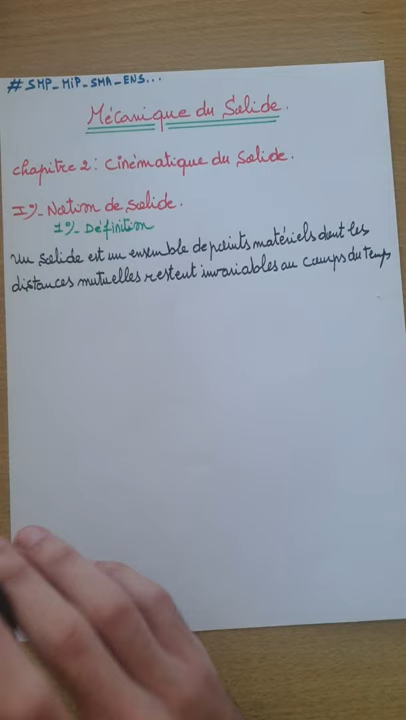 # SMP_MiP_SMA_ENS...
Mécanique du Solide.
chapitre 2 : Cinématique du Solide.
I°)- Notion de solide.
1°)- Définition
Un solide est un ensemble de points matériels dont les
distances mutuelles restent invariables au cours du temps